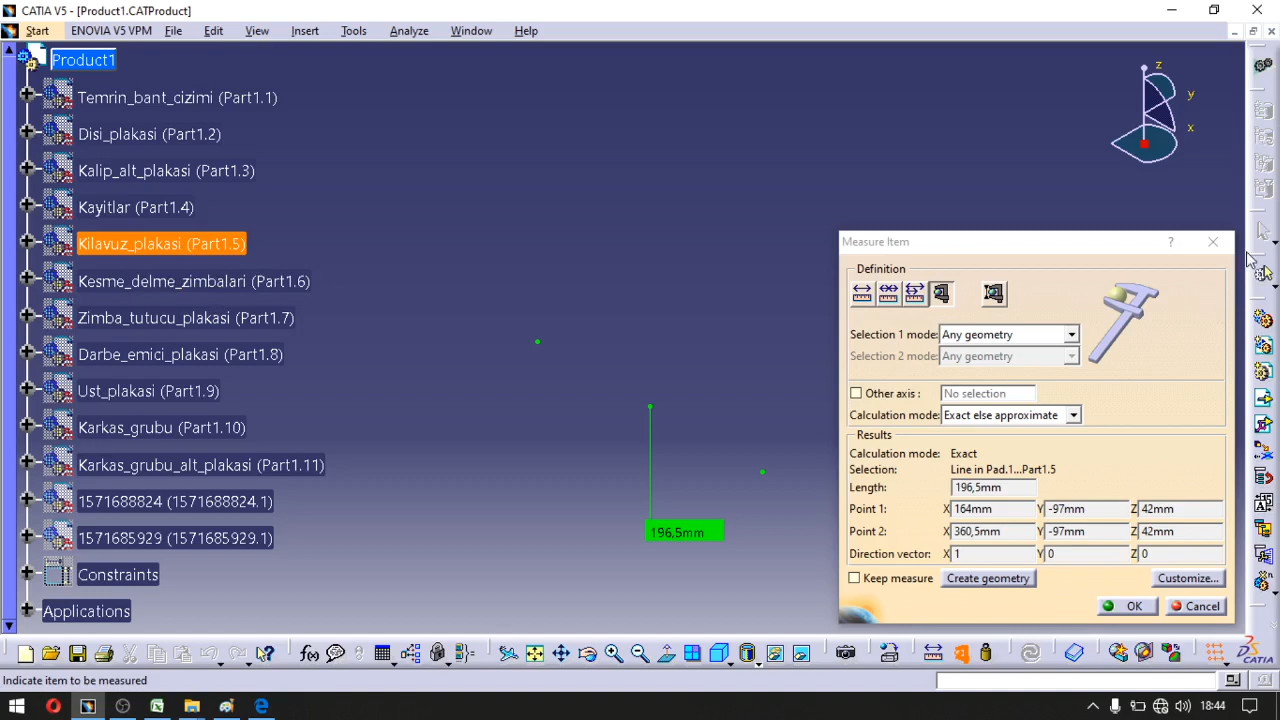 CATIA V5 - [Product1.CATProduct]
Start ENOVIA V5 VPM File Edit View Insert Tools Analyze Window Help
Product1
Temrin_bant_cizimi (Part1.1)
Disi_plakasi (Part1.2)
Kalip_alt_plakasi (Part1.3)
Kayitlar (Part1.4)
Kilavuz_plakasi (Part1.5)
Kesme_delme_zimbalari (Part1.6)
Zimba_tutucu_plakasi (Part1.7)
Darbe_emici_plakasi (Part1.8)
Ust_plakasi (Part1.9)
Karkas_grubu (Part1.10)
Karkas_grubu_alt_plakasi (Part1.11)
1571688824 (1571688824.1)
1571685929 (1571685929.1)
Constraints
Applications
z
y
x
196,5mm
Measure Item ?
Definition
Selection 1 mode: Any geometry
Selection 2 mode: Any geometry
Other axis : No selection
Calculation mode: Exact else approximate
Results
Calculation mode: Exact
Selection: Line in Pad.1...Part1.5
Length: 196,5mm
Point 1: X 164mm Y -97mm Z 42mm
Point 2: X 360,5mm Y -97mm Z 42mm
Direction vector: X 1 Y 0 Z 0
Keep measure Create geometry Customize...
OK Cancel
f(x)
CATIA
Indicate item to be measured
18:44